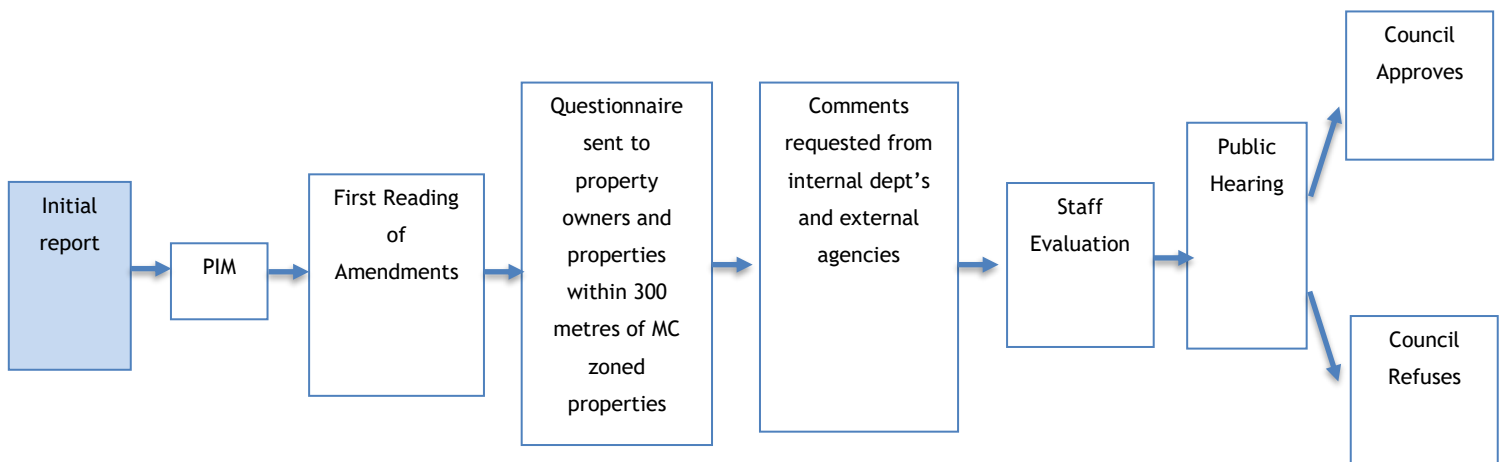 Initial
report
PIM
First Reading
of
Amendments
Questionnaire
sent to
property
owners and
properties
within 300
metres of MC
zoned
properties
Comments
requested from
internal dept’s
and external
agencies
Staff
Evaluation
Public
Hearing
Council
Approves
Council
Refuses